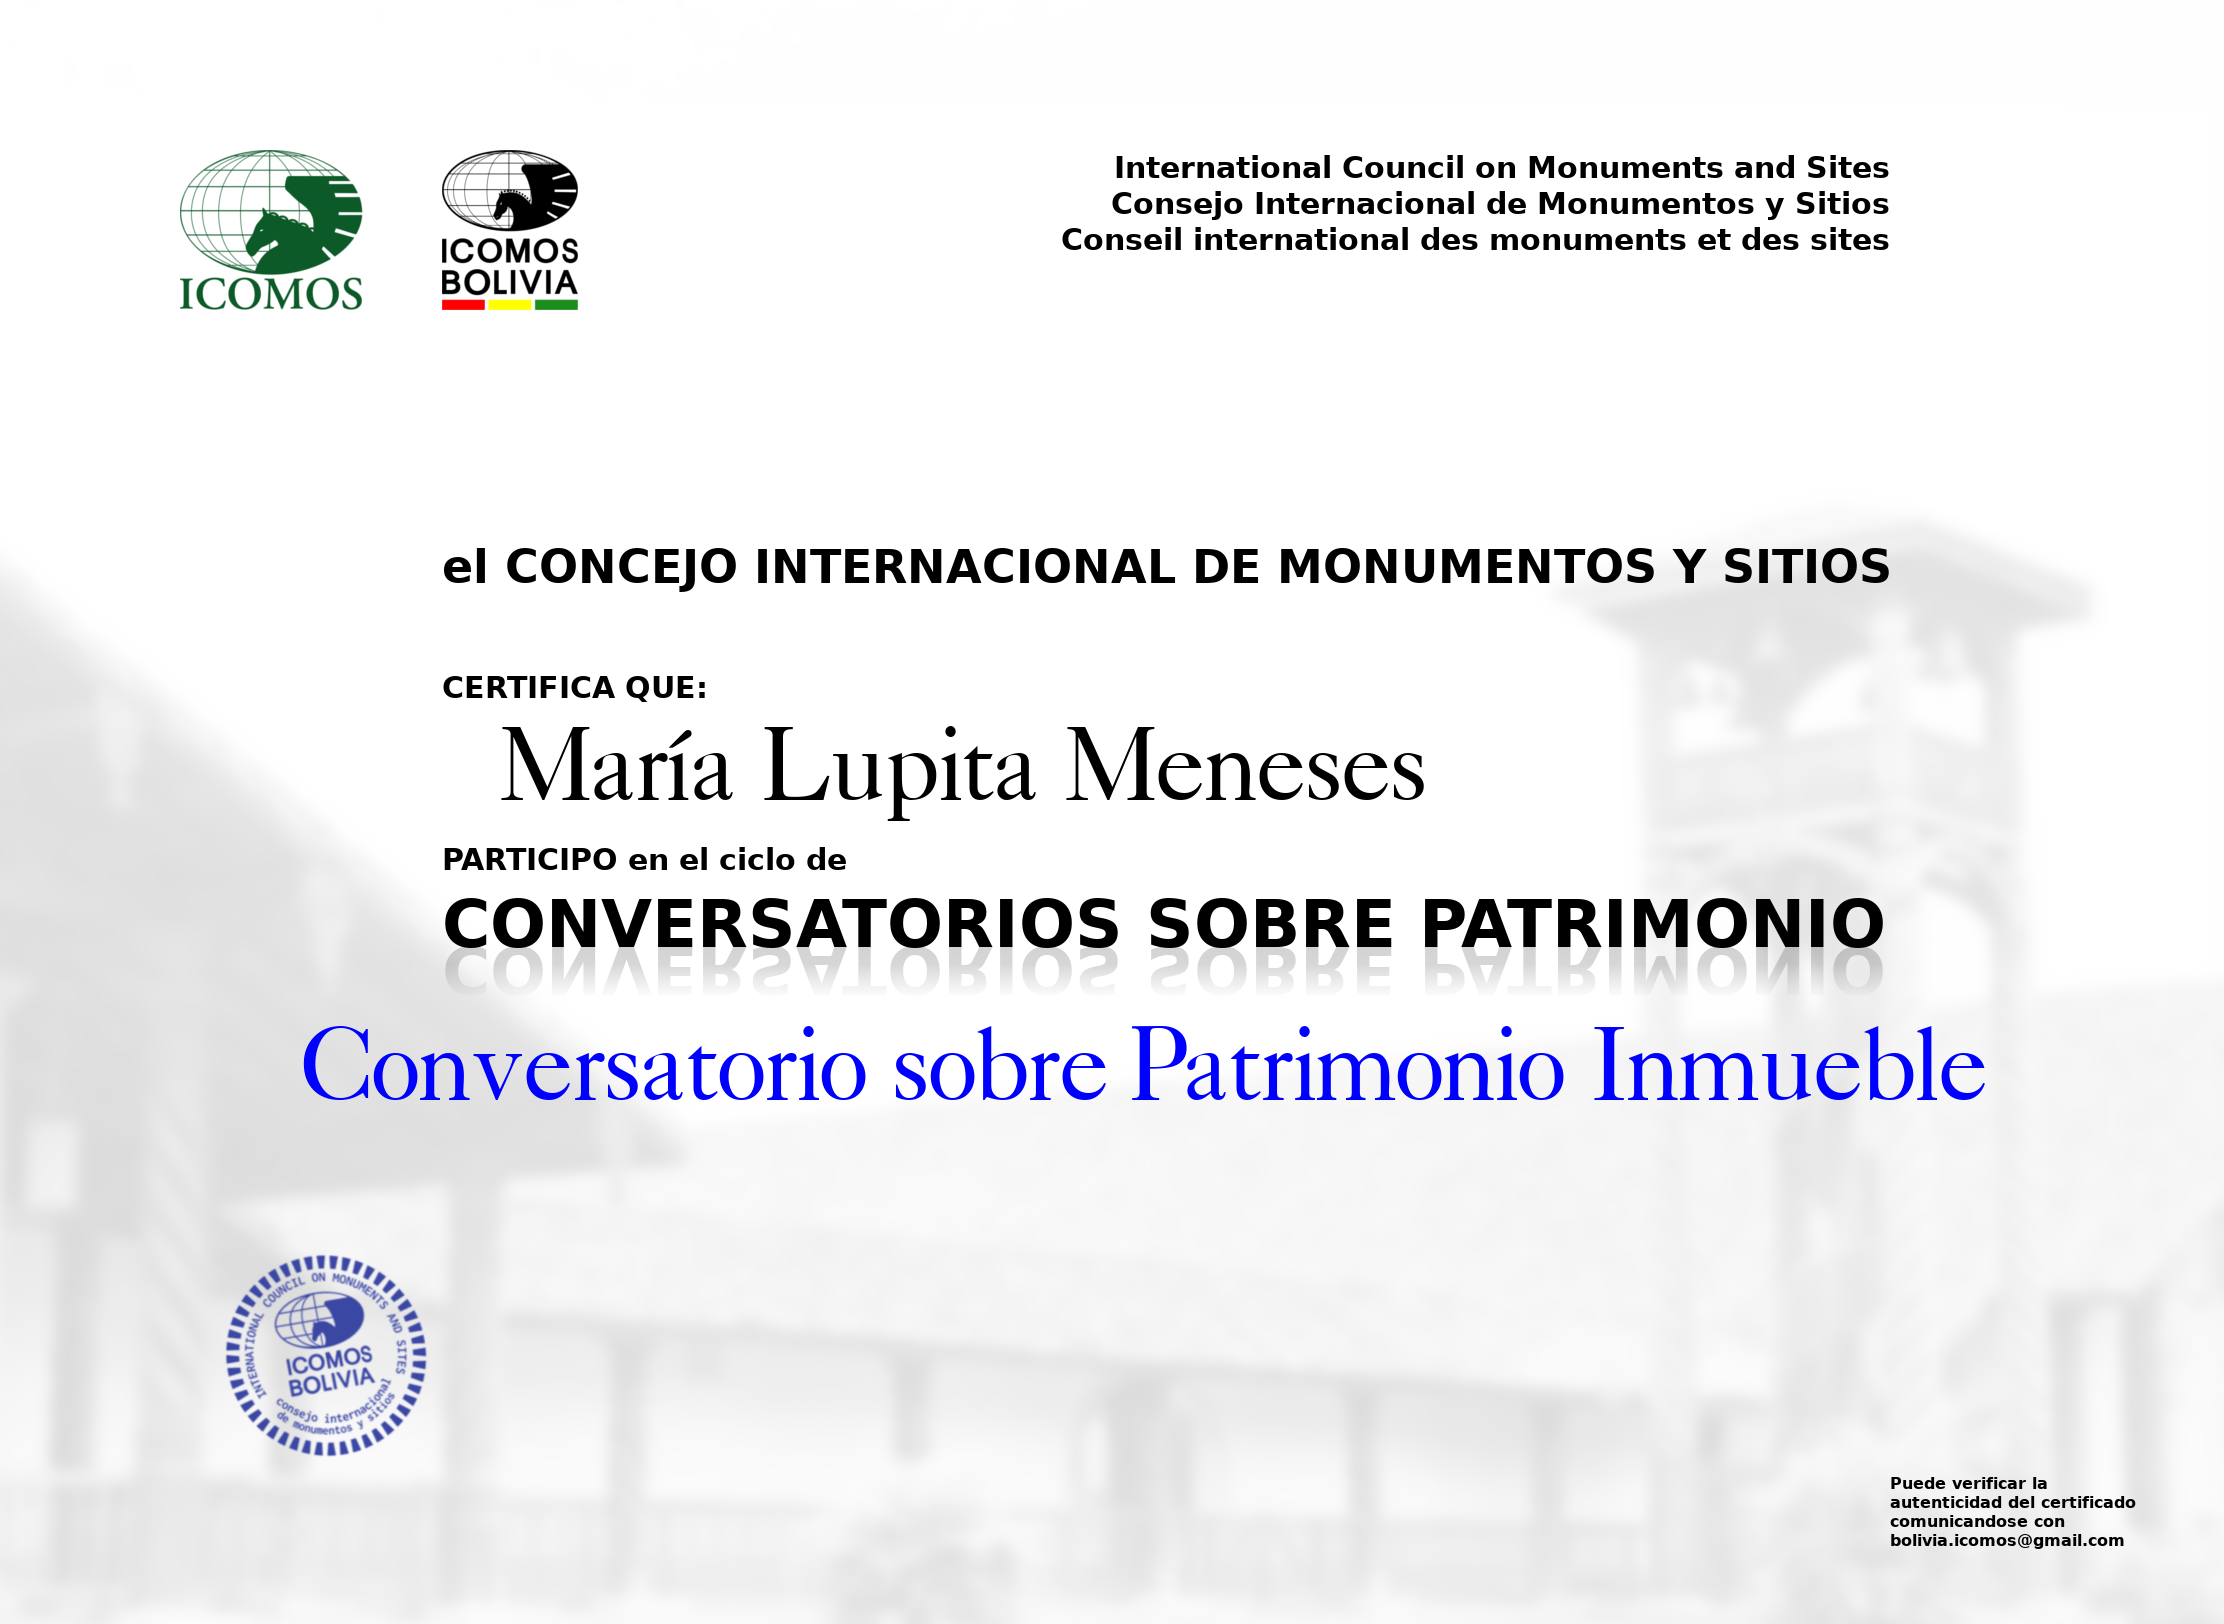 ICOMOS
ICOMOS
BOLIVIA
International Council on Monuments and Sites
Consejo Internacional de Monumentos y Sitios
Conseil international des monuments et des sites
el CONCEJO INTERNACIONAL DE MONUMENTOS Y SITIOS
CERTIFICA QUE:
María Lupita Meneses
PARTICIPO en el ciclo de
CONVERSATORIOS SOBRE PATRIMONIO
Conversatorio sobre Patrimonio Inmueble
INTERNATIONAL COUNCIL ON MONUMENTS AND SITES
ICOMOS
BOLIVIA
consejo internacional
de monumentos y sitios
Puede verificar la
autenticidad del certificado
comunicandose con
bolivia.icomos@gmail.com